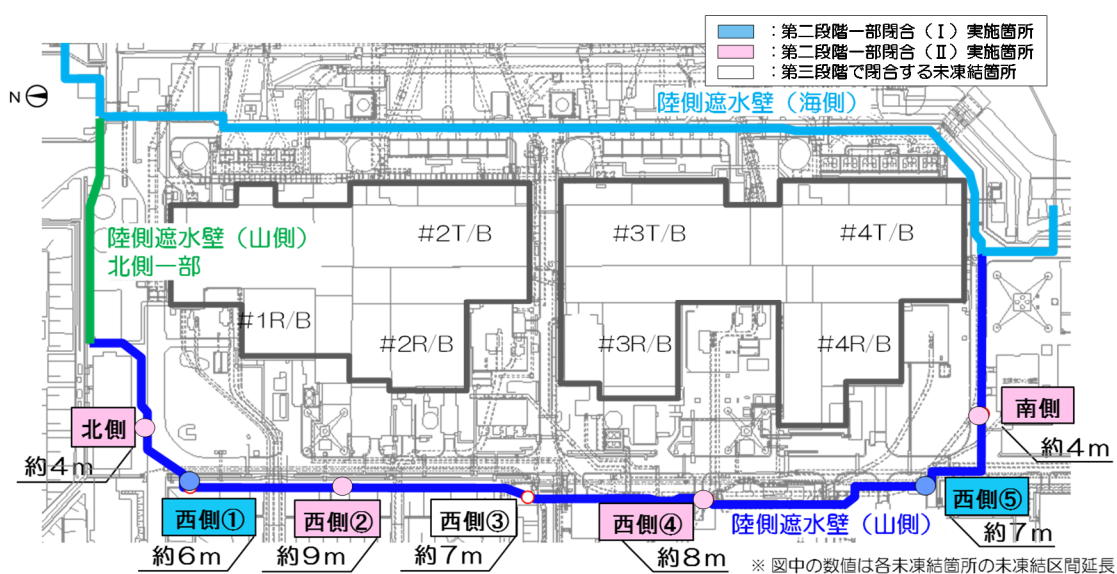 ：第二段階一部閉合（Ⅰ）実施箇所
：第二段階一部閉合（Ⅱ）実施箇所
：第三段階で閉合する未凍結箇所
N
陸側遮水壁（海側）
陸側遮水壁（山側）
北側一部
#2T/B
#3T/B
#4T/B
#1R/B
#2R/B
#3R/B
#4R/B
北側
約4m
南側
約4m
西側①
約6m
西側②
約9m
西側③
約7m
西側④
約8m
陸側遮水壁（山側）
西側⑤
約7m
※ 図中の数値は各未凍結箇所の未凍結区間延長